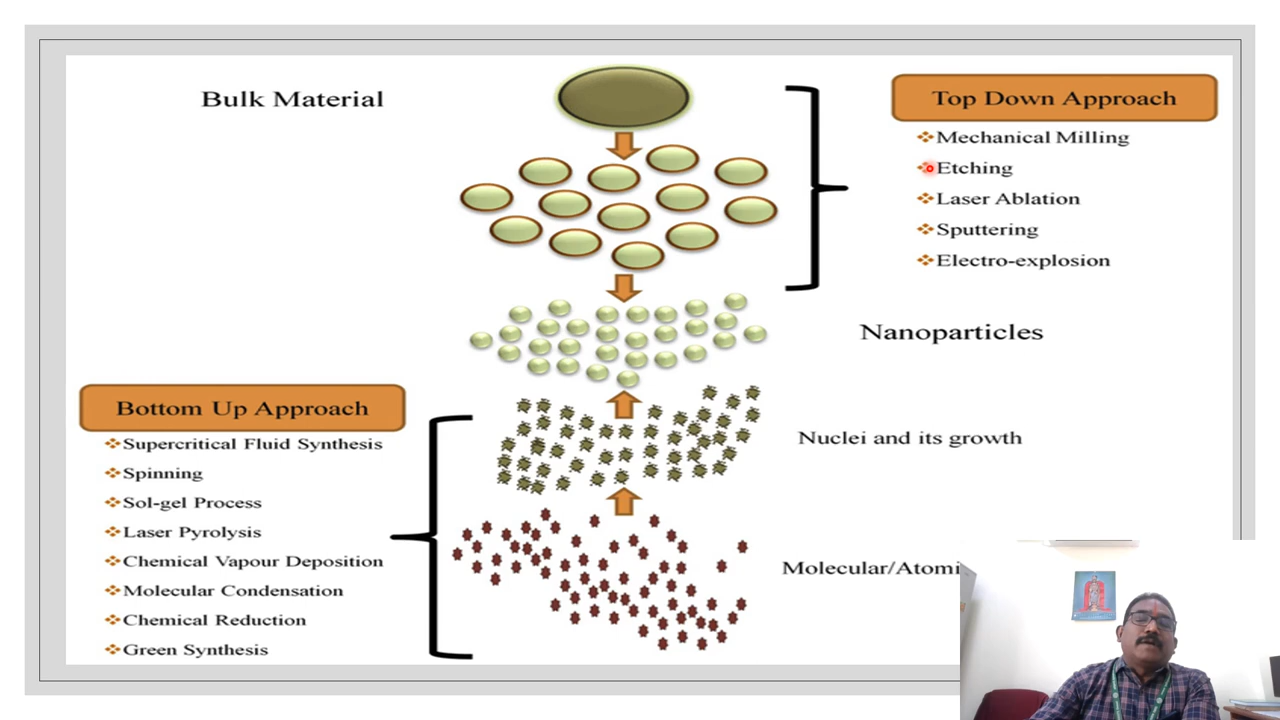 Bulk Material
Top Down Approach
Mechanical Milling
Etching
Laser Ablation
Sputtering
Electro-explosion
Nanoparticles
Bottom Up Approach
Supercritical Fluid Synthesis
Spinning
Sol-gel Process
Laser Pyrolysis
Chemical Vapour Deposition
Molecular Condensation
Chemical Reduction
Green Synthesis
Nuclei and its growth
Molecular/Atomi